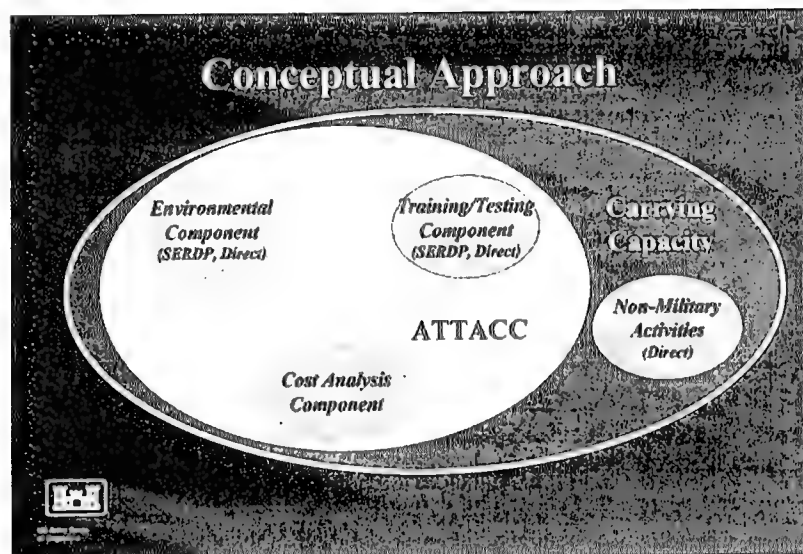 Conceptual Approach
Environmental
Component
(SERDP, Direct)
Training/Testing
Component
(SERDP, Direct)
Carrying
Capacity
Non-Military
Activities
(Direct)
ATTACC
Cost Analysis
Component